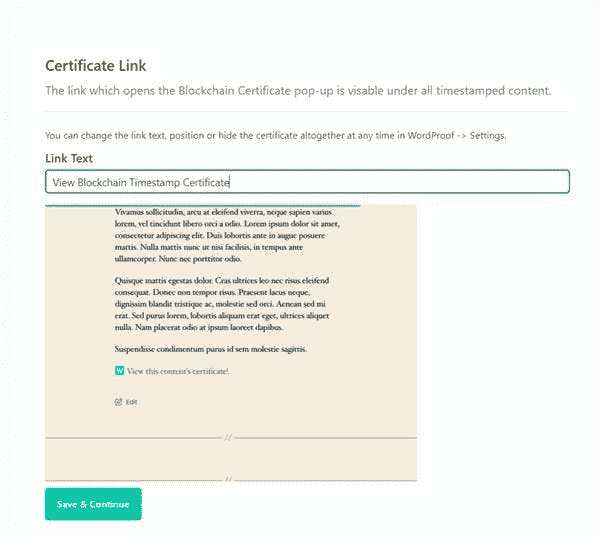 Certificate Link
The link which opens the Blockchain Certificate pop-up is visable under all timestamped content.
You can change the link text, position or hide the certificate altogether at any time in WordProof -> Settings.
Link Text
View Blockchain Timestamp Certificate
Vivamus sollicitudin, arcu at eleifend viverra, neque sapien varius
lorem, vel tincidunt libero orci a odio. Lorem ipsum dolor sit amet,
consectetur adipiscing elit. Duis lobortis ante in augue posuere
mattis. Nulla mattis nunc ut nisi facilisis, in tempus ante
ullamcorper. Nunc nec porttitor odio.
Quisque mattis egestas dolor. Cras ultrices leo nec risus eleifend
consequat. Donec non tempor risus. Praesent lacus neque,
dignissim blandit tristique ac, molestie sed orci. Aenean sed mi
erat. Sed purus lorem, lobortis aliquam erat eget, ultrices aliquet
nulla. Nam placerat odio at ipsum laoreet dapibus.
Suspendisse condimentum purus id sem molestie sagittis.
W View this content's certificate!
Edit
//
//
Save & Continue